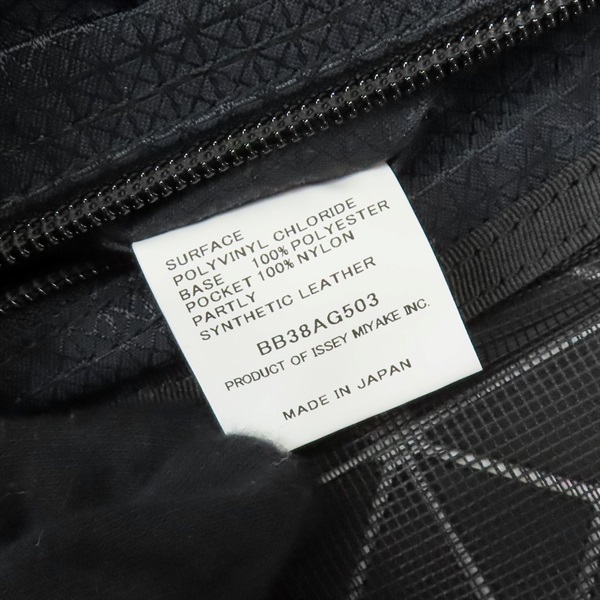 SURFACE
POLYVINYL CHLORIDE
BASE 100% POLYESTER
POCKET 100% NYLON
PARTLY
SYNTHETIC LEATHER
BB38AG503
PRODUCT OF ISSEY MIYAKE INC.
MADE IN JAPAN